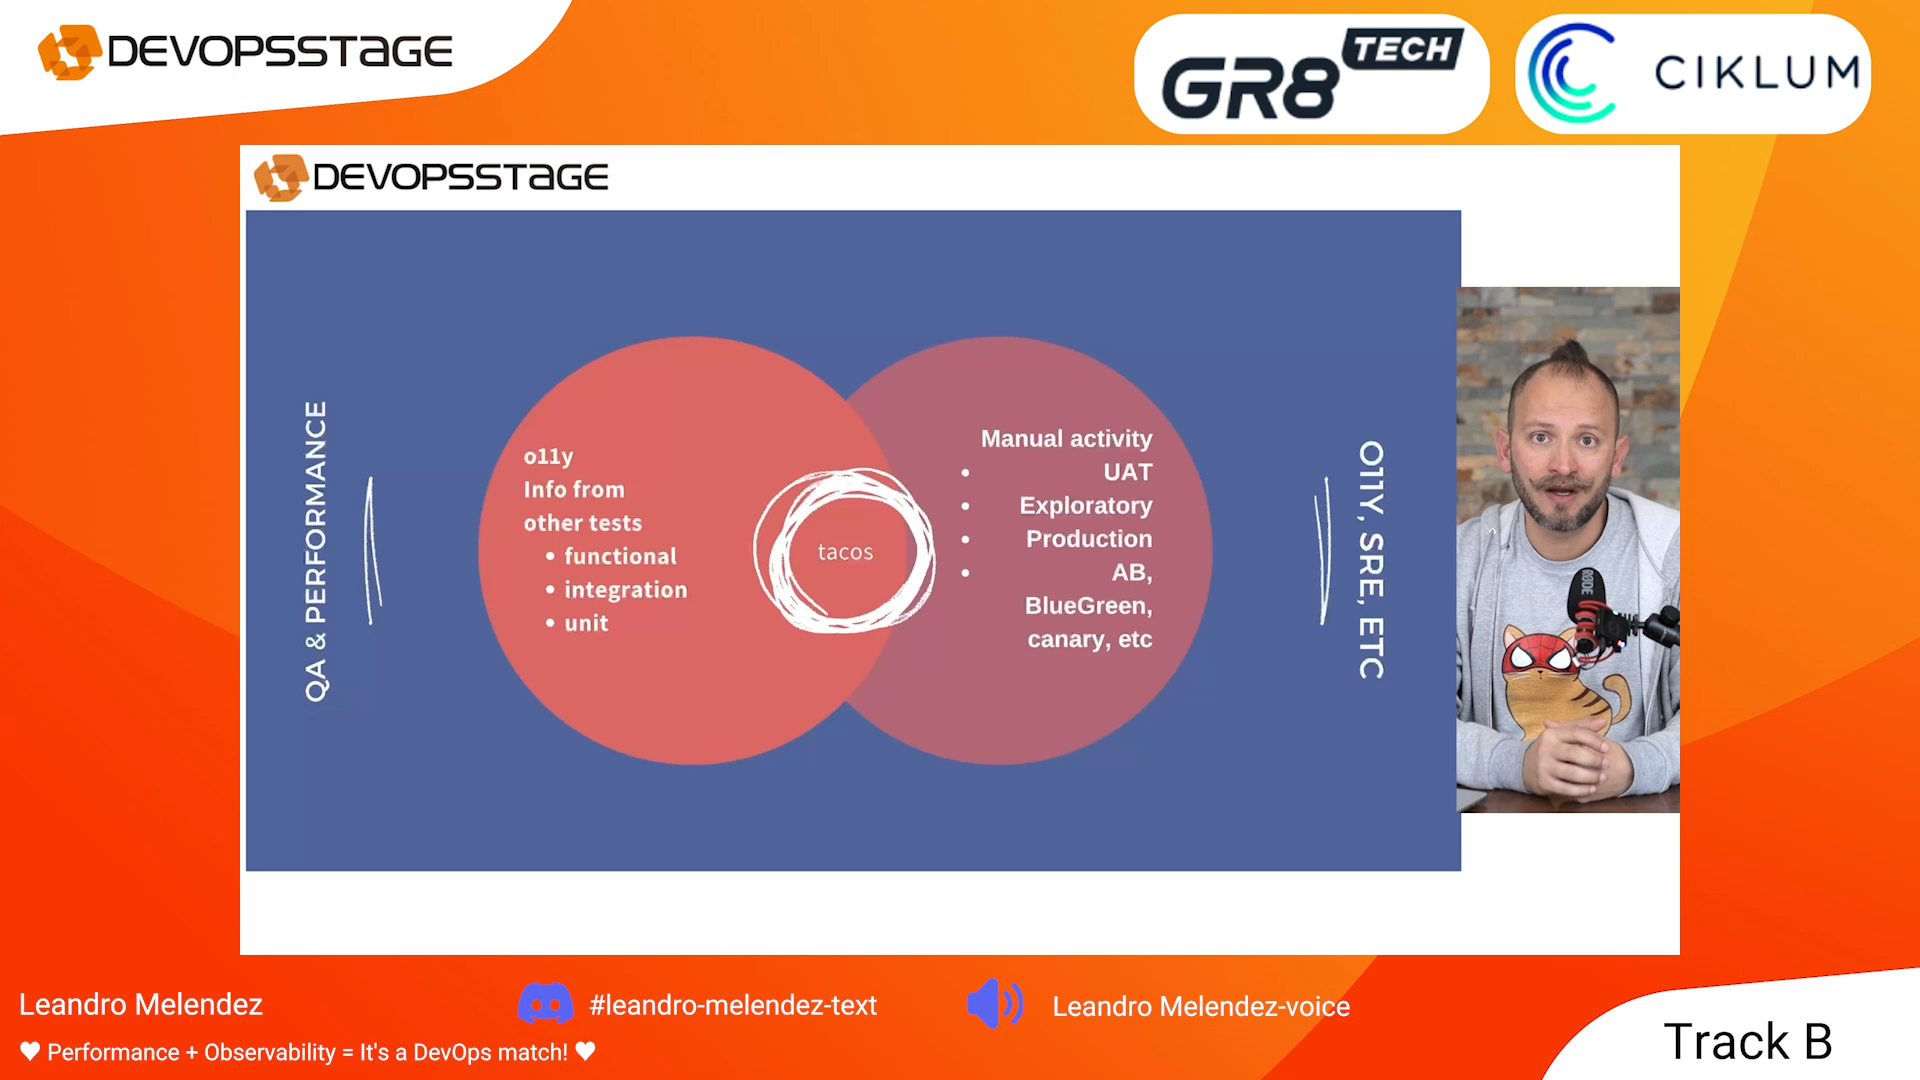 DEVOPSSTAGE
GR8 TECH
CIKLUM
DEVOPSSTAGE
QA & PERFORMANCE
o11y
Info from
other tests
• functional
• integration
• unit
tacos
Manual activity
• UAT
• Exploratory
• Production
• AB,
BlueGreen,
canary, etc
O11Y, SRE, ETC
RØDE
Leandro Melendez
#leandro-melendez-text
Leandro Melendez-voice
♥ Performance + Observability = It's a DevOps match! ♥
Track B